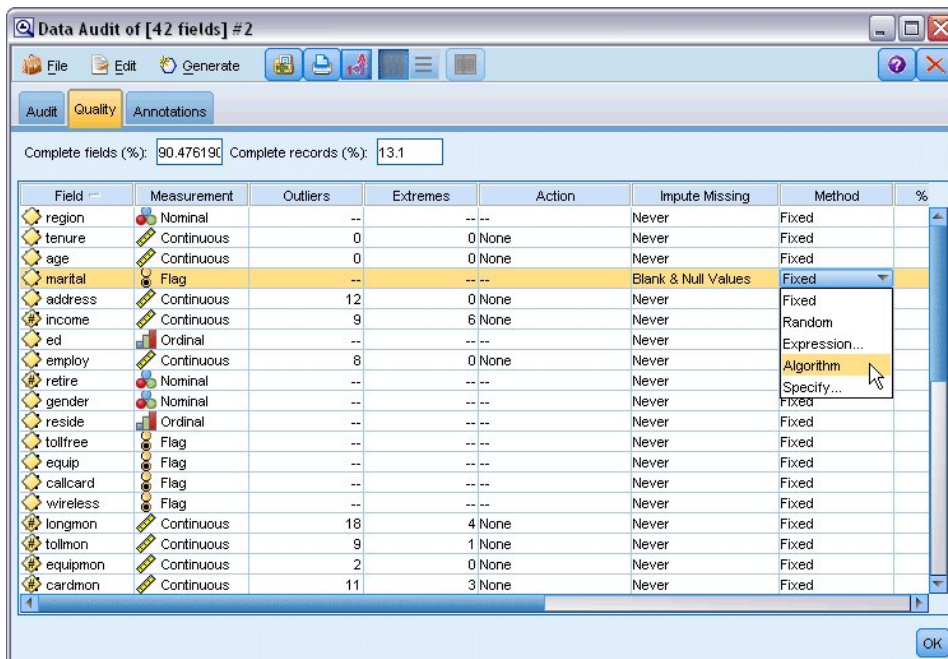 Data Audit of [42 fields] #2
File Edit Generate
Audit Quality Annotations
Complete fields (%): 90.476190 Complete records (%): 13.1
Field Measurement Outliers Extremes Action Impute Missing Method %
region Nominal -- -- -- Never Fixed
tenure Continuous 0 0 None Never Fixed
age Continuous 0 0 None Never Fixed
marital Flag -- -- -- Blank & Null Values Fixed
address Continuous 12 0 None Never Fixed
income Continuous 9 6 None Never Random
ed Ordinal -- -- -- Never Expression...
employ Continuous 8 0 None Never Algorithm
retire Nominal -- -- -- Never Specify...
gender Nominal -- -- -- Never Fixed
reside Ordinal -- -- -- Never Fixed
tollfree Flag -- -- -- Never Fixed
equip Flag -- -- -- Never Fixed
callcard Flag -- -- -- Never Fixed
wireless Flag -- -- -- Never Fixed
longmon Continuous 18 4 None Never Fixed
tollmon Continuous 9 1 None Never Fixed
equipmon Continuous 2 0 None Never Fixed
cardmon Continuous 11 3 None Never Fixed
OK